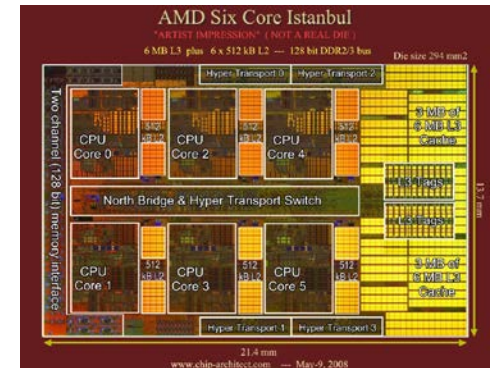 AMD Six Core Istanbul
"ARTIST IMPRESSION" ( NOT A REAL DIE )
6 MB L3 plus 6 x 512 kB L2 --- 128 bit DDR2/3 bus
Die size 294 mm2
Hyper Transport 0
Hyper Transport 2
Two channel (128 bit) memory interface
CPU
Core 0
512
kB L2
CPU
Core 2
512
kB L2
CPU
Core 4
512
kB L2
3 MB of
6 MB L3
Cache
L3 Tags
North Bridge & Hyper Transport Switch
L3 Tags
13.7 mm
CPU
Core 1
512
kB L2
CPU
Core 3
512
kB L2
CPU
Core 5
512
kB L2
3 MB of
6 MB L3
Cache
Hyper Transport 1
Hyper Transport 3
21.4 mm
www.chip-architect.com --- May-9, 2008